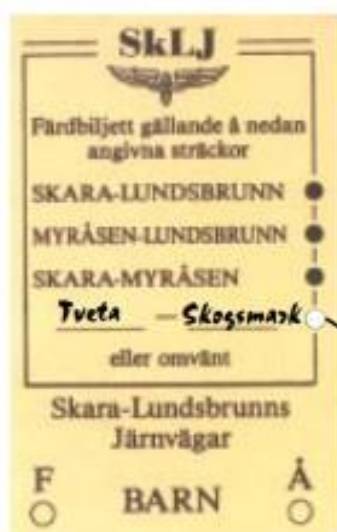 SkLJ
Färdbiljett gällande å nedan
angivna sträckor
SKARA-LUNDSBRUNN
MYRÅSEN-LUNDSBRUNN
SKARA-MYRÅSEN
Tveta — Skogsmark
eller omvänt
Skara-Lundsbrunns
Järnvägar
F Å
BARN